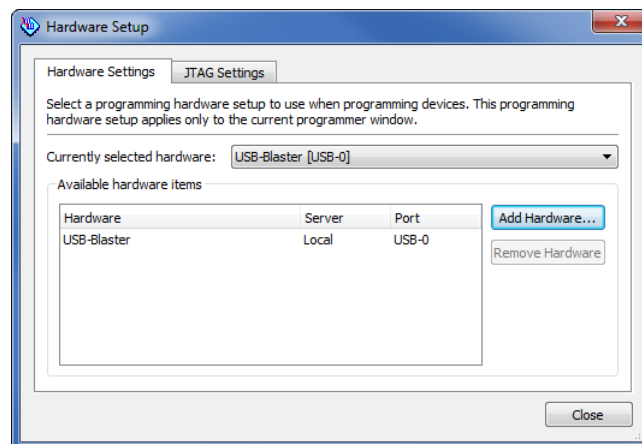 Hardware Setup
Hardware Settings
JTAG Settings
Select a programming hardware setup to use when programming devices. This programming
hardware setup applies only to the current programmer window.
Currently selected hardware:
USB-Blaster [USB-0]
Available hardware items
Hardware Server Port
USB-Blaster Local USB-0
Add Hardware...
Remove Hardware
Close